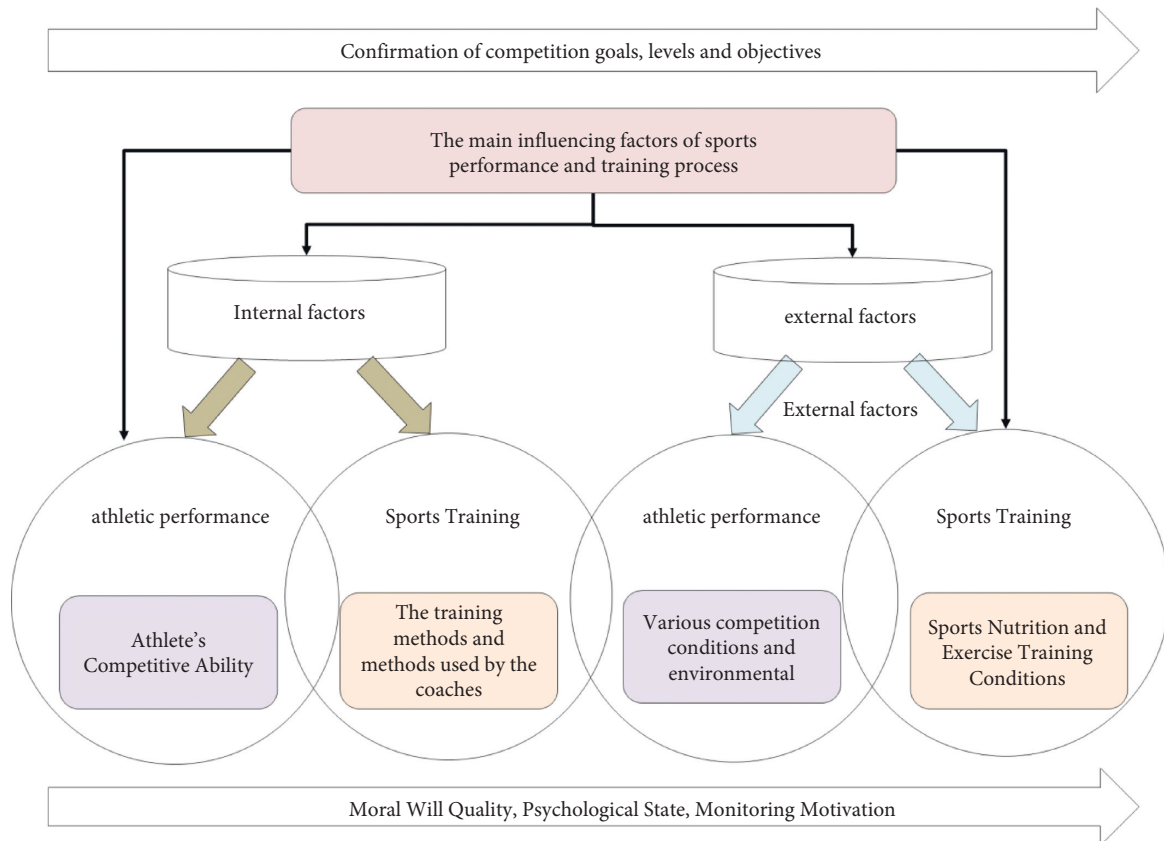 Confirmation of competition goals, levels and objectives
The main influencing factors of sports
performance and training process
Internal factors
external factors
External factors
athletic performance
Sports Training
athletic performance
Sports Training
Athlete's
Competitive Ability
The training
methods and
methods used by the
coaches
Various competition
conditions and
environmental
Sports Nutrition and
Exercise Training
Conditions
Moral Will Quality, Psychological State, Monitoring Motivation